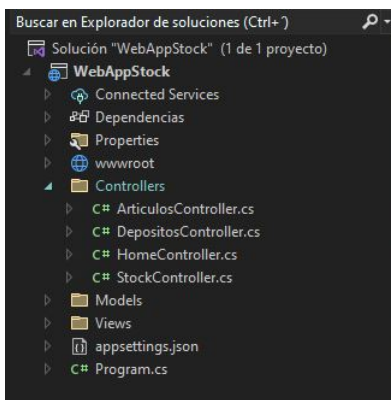 Buscar en Explorador de soluciones (Ctrl+´)
Solución "WebAppStock" (1 de 1 proyecto)
WebAppStock
Connected Services
Dependencias
Properties
wwwroot
Controllers
C# ArticulosController.cs
C# DepositosController.cs
C# HomeController.cs
C# StockController.cs
Models
Views
appsettings.json
C# Program.cs